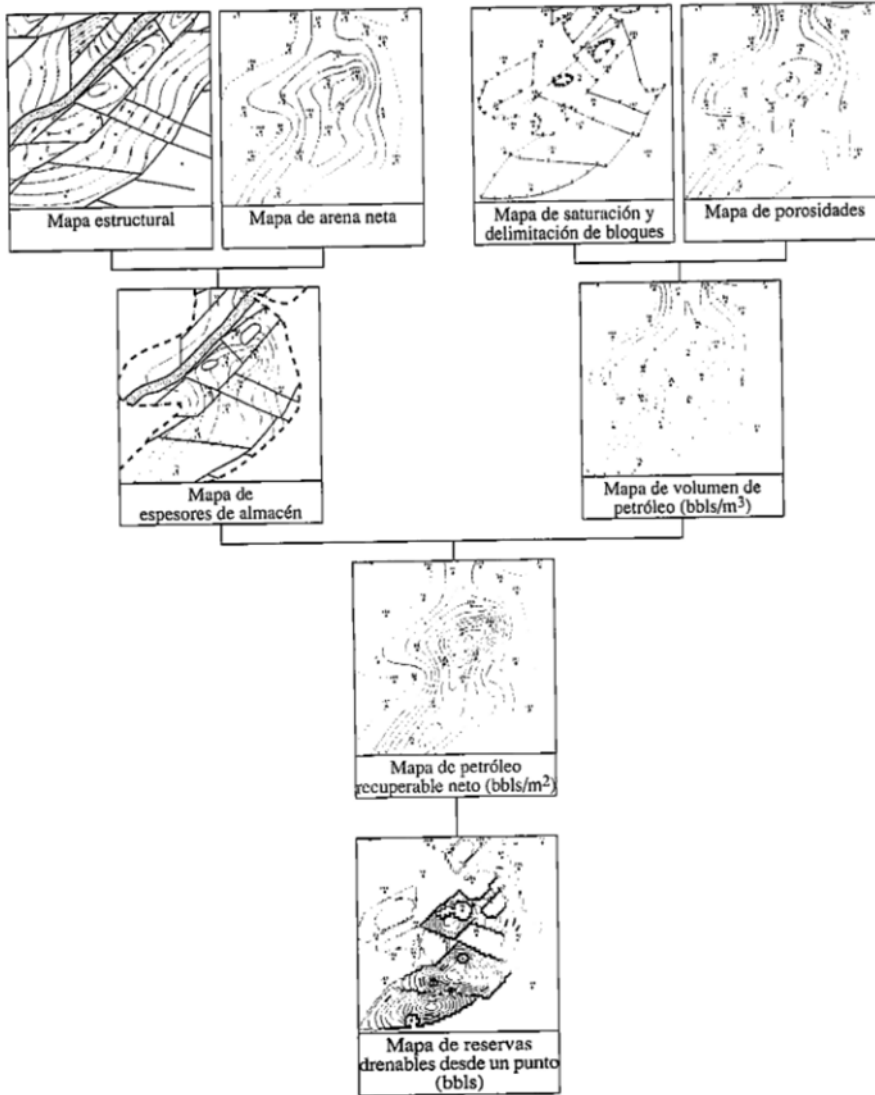 Mapa estructural
Mapa de arena neta
Mapa de saturación y
delimitación de bloques
Mapa de porosidades
Mapa de
espesores de almacén
Mapa de volumen de
petróleo (bbls/m³)
Mapa de petróleo
recuperable neto (bbls/m²)
Mapa de reservas
drenables desde un punto
(bbls)